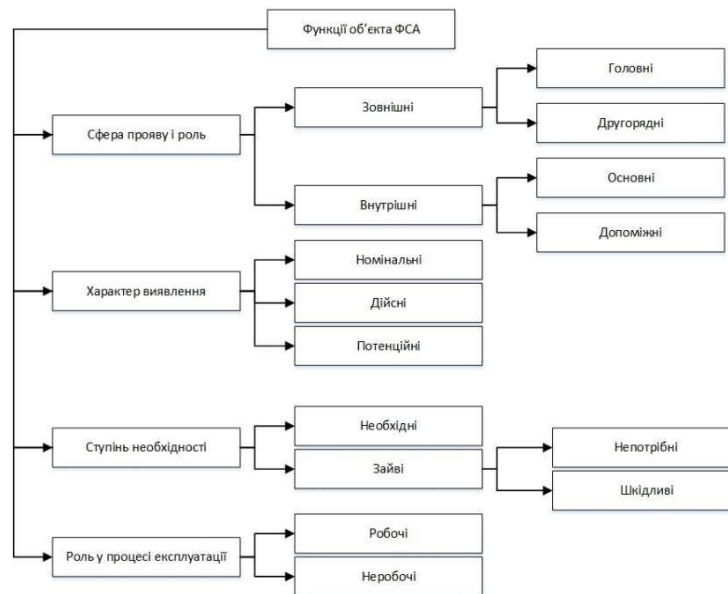 Функції об’єкта ФСА
Сфера прояву і роль
Зовнішні
Головні
Другорядні
Внутрішні
Основні
Допоміжні
Характер виявлення
Номінальні
Дійсні
Потенційні
Ступінь необхідності
Необхідні
Зайві
Непотрібні
Шкідливі
Роль у процесі експлуатації
Робочі
Неробочі